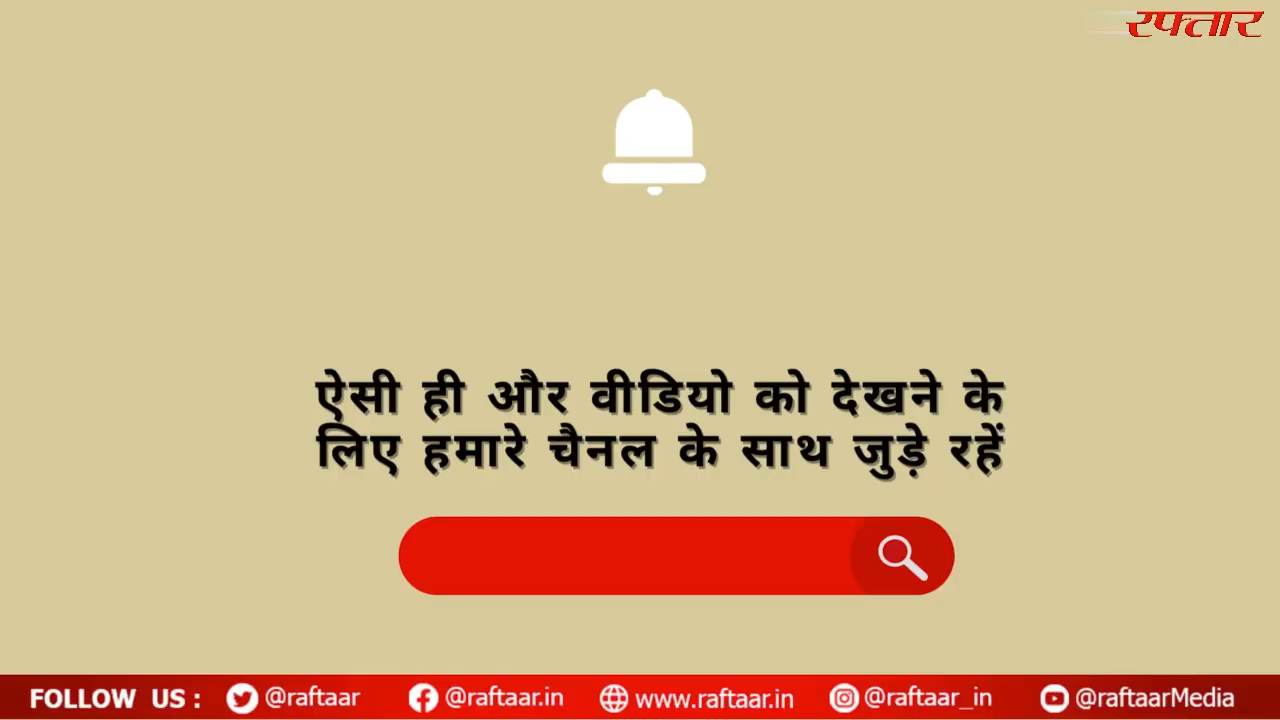 रफ्तार
ऐसी ही और वीडियो को देखने के
लिए हमारे चैनल के साथ जुड़े रहें
FOLLOW US : @raftaar @raftaar.in www.raftaar.in @raftaar_in @raftaarMedia